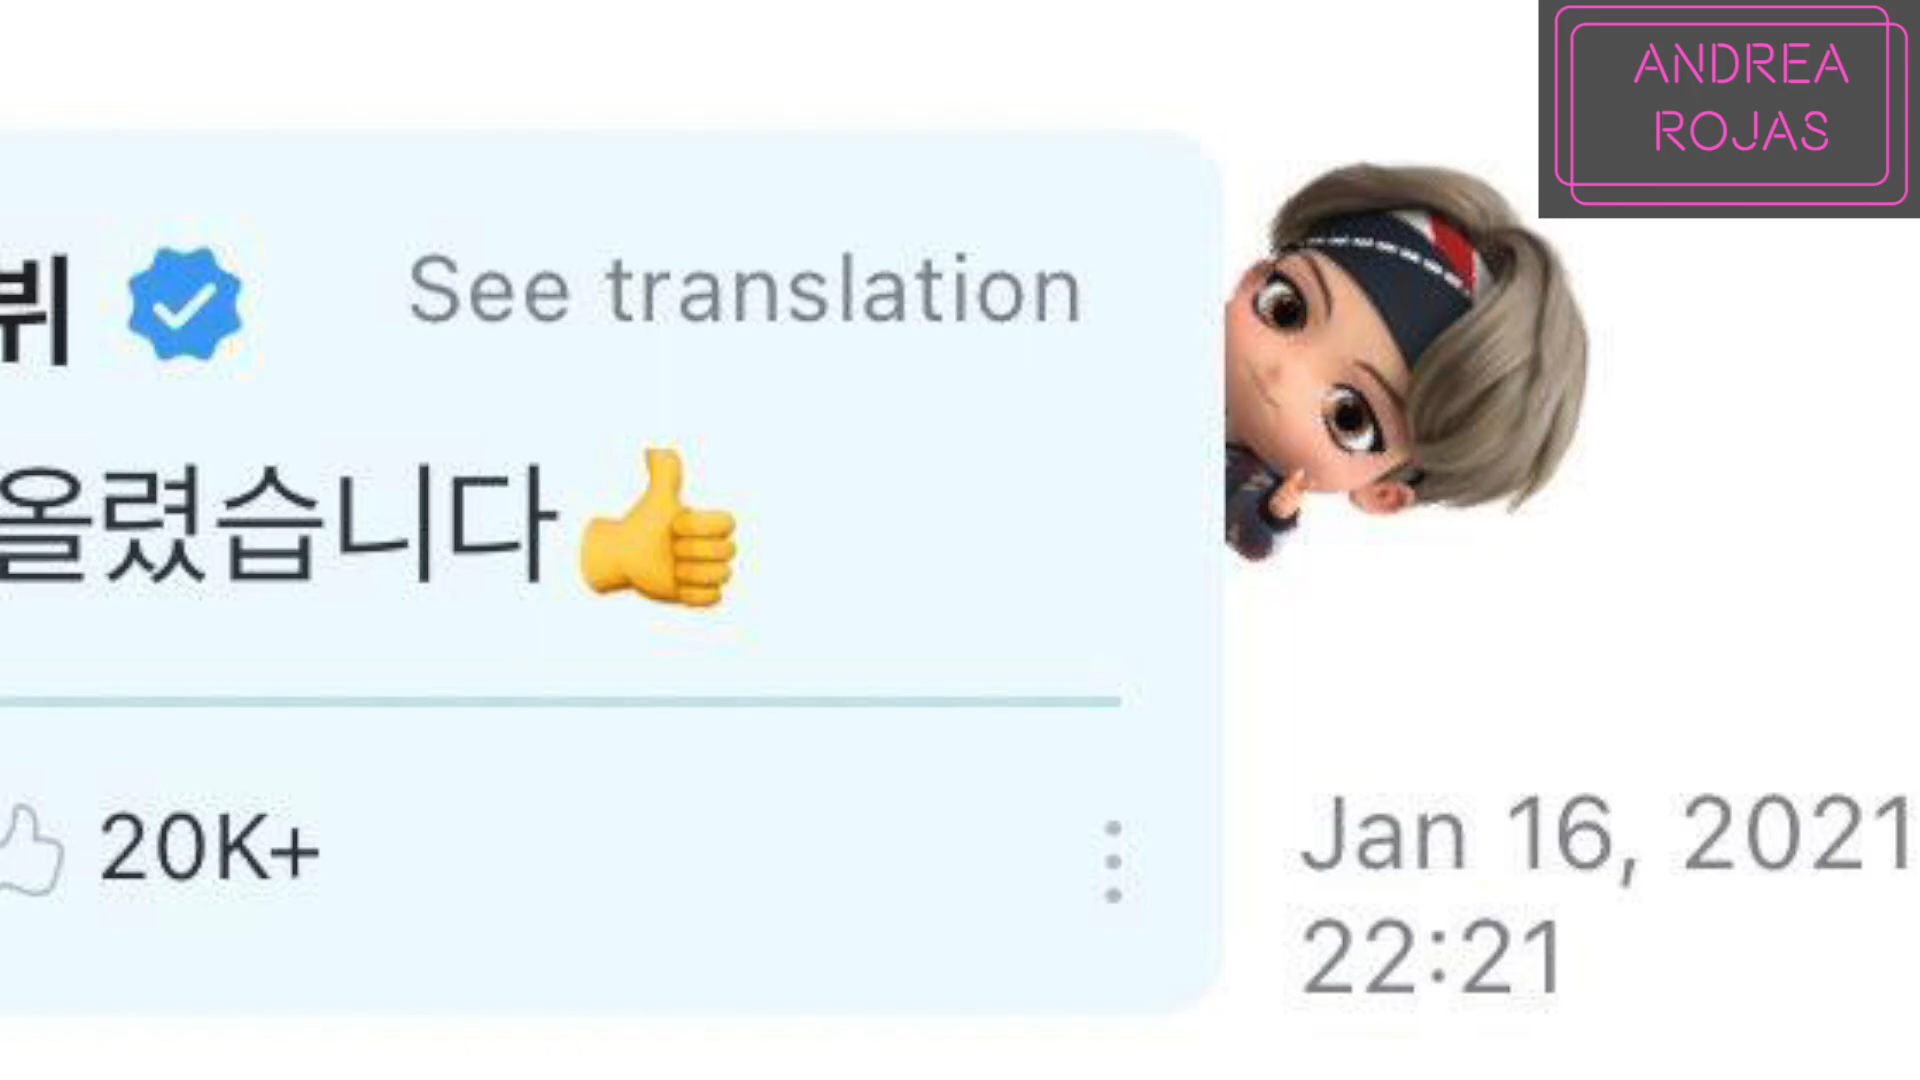 ANDREA
ROJAS
뷔 See translation
올렸습니다👍
20K+
Jan 16, 2021
22:21